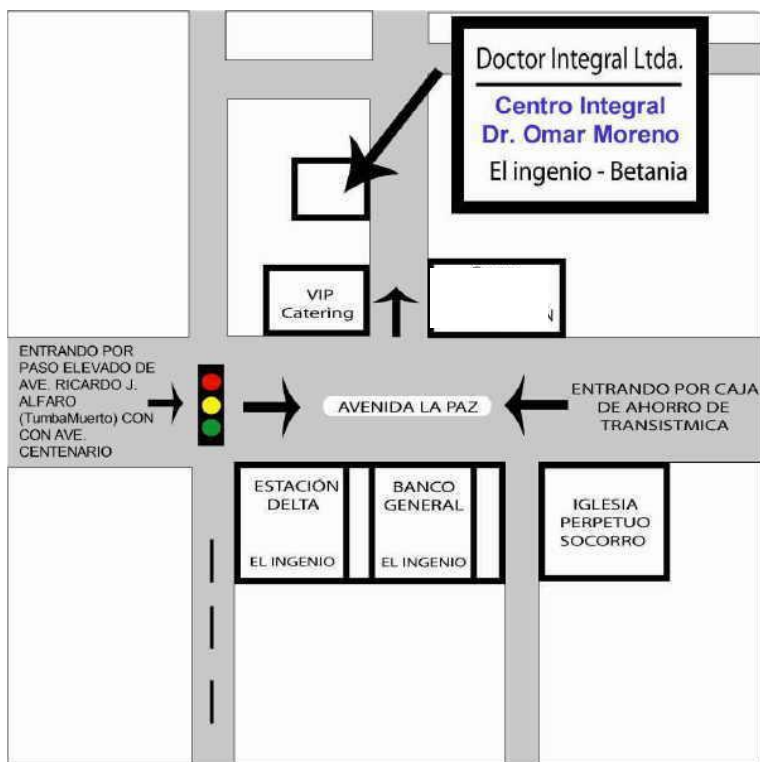 Doctor Integral Ltda.
Centro Integral
Dr. Omar Moreno
El ingenio - Betania
VIP
Catering
ENTRANDO POR
PASO ELEVADO DE
AVE. RICARDO J.
ALFARO
(TumbaMuerto) CON
CON AVE.
CENTENARIO
AVENIDA LA PAZ
ENTRANDO POR CAJA
DE AHORRO DE
TRANSISTMICA
ESTACIÓN
DELTA
EL INGENIO
BANCO
GENERAL
EL INGENIO
IGLESIA
PERPETUO
SOCORRO